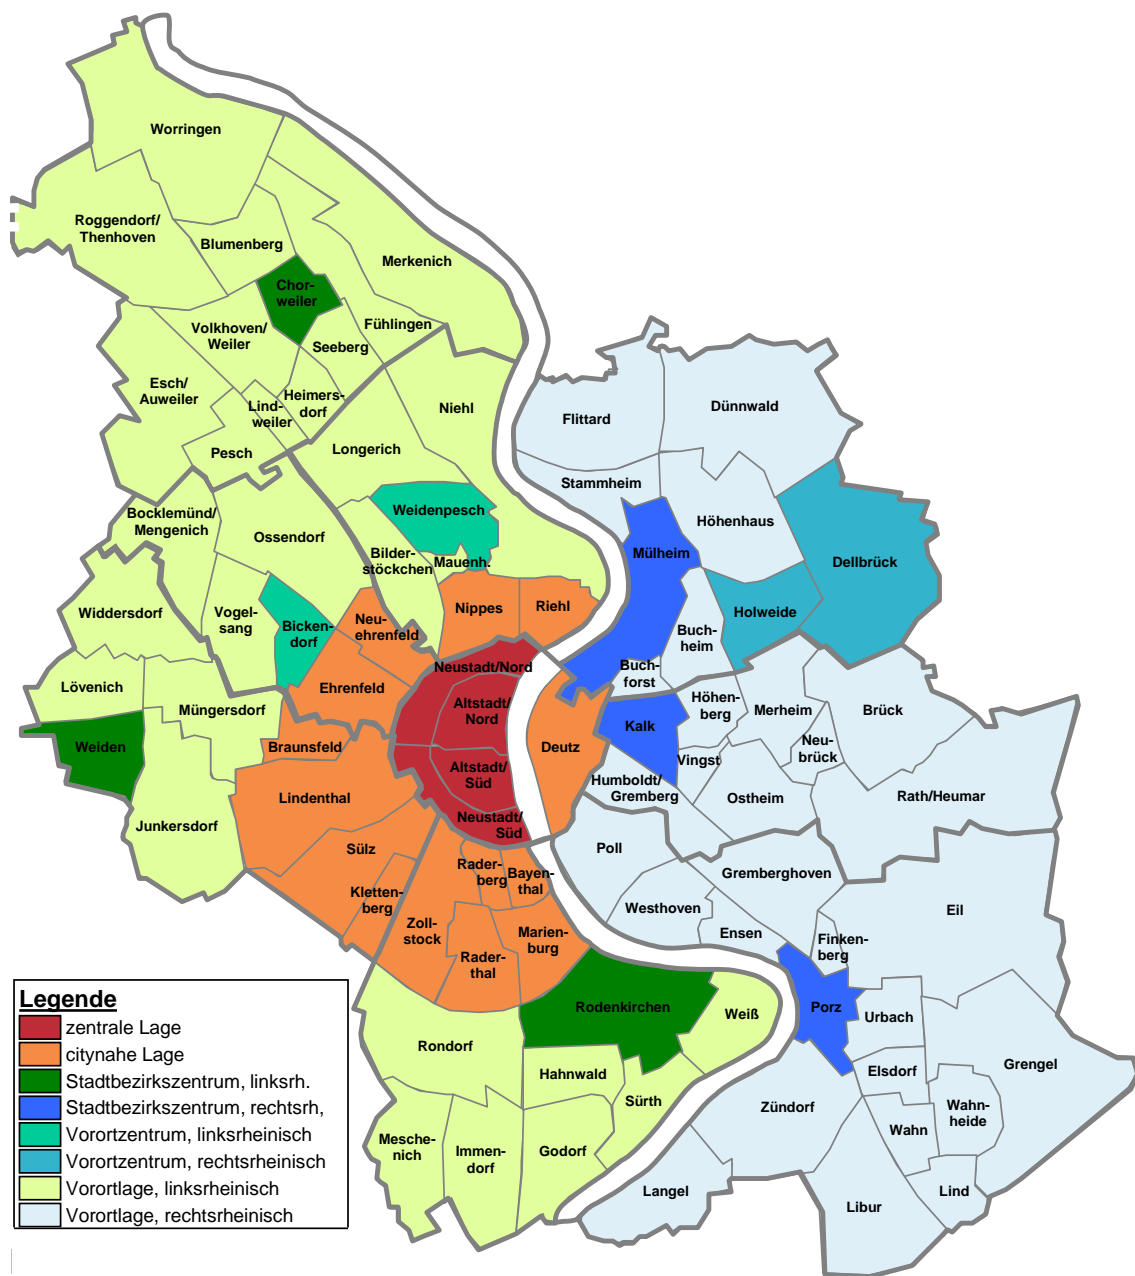 Worringen
Roggendorf/
Thenhoven
Blumenberg
Merkenich
Chor-
weiler
Fühlingen
Volkhoven/
Weiler
Seeberg
Esch/
Auweiler
Heimers-
dorf
Lind-
weiler
Pesch
Niehl
Longerich
Flittard
Dünnwald
Stammheim
Weidenpesch
Höhenhaus
Bocklemünd/
Mengenich
Ossendorf
Bilder-
stöckchen
Mauenh.
Mülheim
Dellbrück
Widdersdorf
Vogel-
sang
Bicken-
dorf
Neu-
ehrenfeld
Nippes
Riehl
Holweide
Buch-
heim
Buch-
forst
Neustadt/Nord
Lövenich
Ehrenfeld
Müngersdorf
Altstadt/
Nord
Höhen-
berg
Merheim
Brück
Weiden
Braunsfeld
Deutz
Kalk
Neu-
brück
Vingst
Altstadt/
Süd
Humboldt/
Gremberg
Ostheim
Rath/Heumar
Lindenthal
Neustadt/
Süd
Junkersdorf
Sülz
Poll
Rader-
berg
Bayen-
thal
Gremberghoven
Kletten-
berg
Westhoven
Eil
Zoll-
stock
Marien-
burg
Ensen
Finken-
berg
Rader-
thal
Rodenkirchen
Weiß
Porz
Urbach
Rondorf
Grengel
Hahnwald
Elsdorf
Sürth
Zündorf
Wahn-
heide
Wahn
Mesche-
nich
Immen-
dorf
Godorf
Langel
Libur
Lind
Legende
zentrale Lage
citynahe Lage
Stadtbezirkszentrum, linksrh.
Stadtbezirkszentrum, rechtsrh,
Vorortzentrum, linksrheinisch
Vorortzentrum, rechtsrheinisch
Vorortlage, linksrheinisch
Vorortlage, rechtsrheinisch